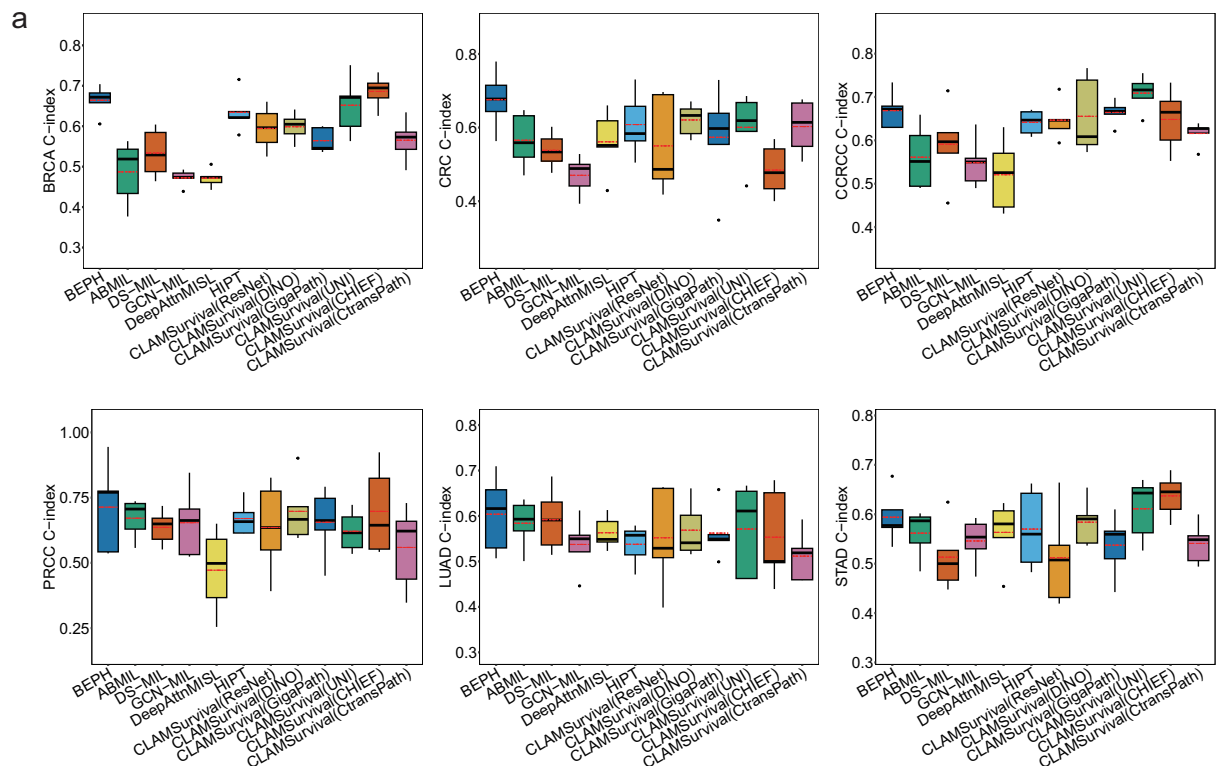 a
BRCA C-index
0.8
0.7
0.6
0.5
0.4
0.3
BEPH
ABMIL
DS-MIL
GCN-MIL
DeepAttnMISL
HIPT
CLAMSurvival(ResNet)
CLAMSurvival(DINO)
CLAMSurvival(GigaPath)
CLAMSurvival(UNI)
CLAMSurvival(CHIEF)
CLAMSurvival(CtransPath)
CRC C-index
0.8
0.6
0.4
BEPH
ABMIL
DS-MIL
GCN-MIL
DeepAttnMISL
HIPT
CLAMSurvival(ResNet)
CLAMSurvival(DINO)
CLAMSurvival(GigaPath)
CLAMSurvival(UNI)
CLAMSurvival(CHIEF)
CLAMSurvival(CtransPath)
CCRCC C-index
0.8
0.7
0.6
0.5
0.4
BEPH
ABMIL
DS-MIL
GCN-MIL
DeepAttnMISL
HIPT
CLAMSurvival(ResNet)
CLAMSurvival(DINO)
CLAMSurvival(GigaPath)
CLAMSurvival(UNI)
CLAMSurvival(CHIEF)
CLAMSurvival(CtransPath)
PRCC C-index
1.00
0.75
0.50
0.25
BEPH
ABMIL
DS-MIL
GCN-MIL
DeepAttnMISL
HIPT
CLAMSurvival(ResNet)
CLAMSurvival(DINO)
CLAMSurvival(GigaPath)
CLAMSurvival(UNI)
CLAMSurvival(CHIEF)
CLAMSurvival(CtransPath)
LUAD C-index
0.8
0.7
0.6
0.5
0.4
0.3
BEPH
ABMIL
DS-MIL
GCN-MIL
DeepAttnMISL
HIPT
CLAMSurvival(ResNet)
CLAMSurvival(DINO)
CLAMSurvival(GigaPath)
CLAMSurvival(UNI)
CLAMSurvival(CHIEF)
CLAMSurvival(CtransPath)
STAD C-index
0.8
0.7
0.6
0.5
0.4
0.3
BEPH
ABMIL
DS-MIL
GCN-MIL
DeepAttnMISL
HIPT
CLAMSurvival(ResNet)
CLAMSurvival(DINO)
CLAMSurvival(GigaPath)
CLAMSurvival(UNI)
CLAMSurvival(CHIEF)
CLAMSurvival(CtransPath)